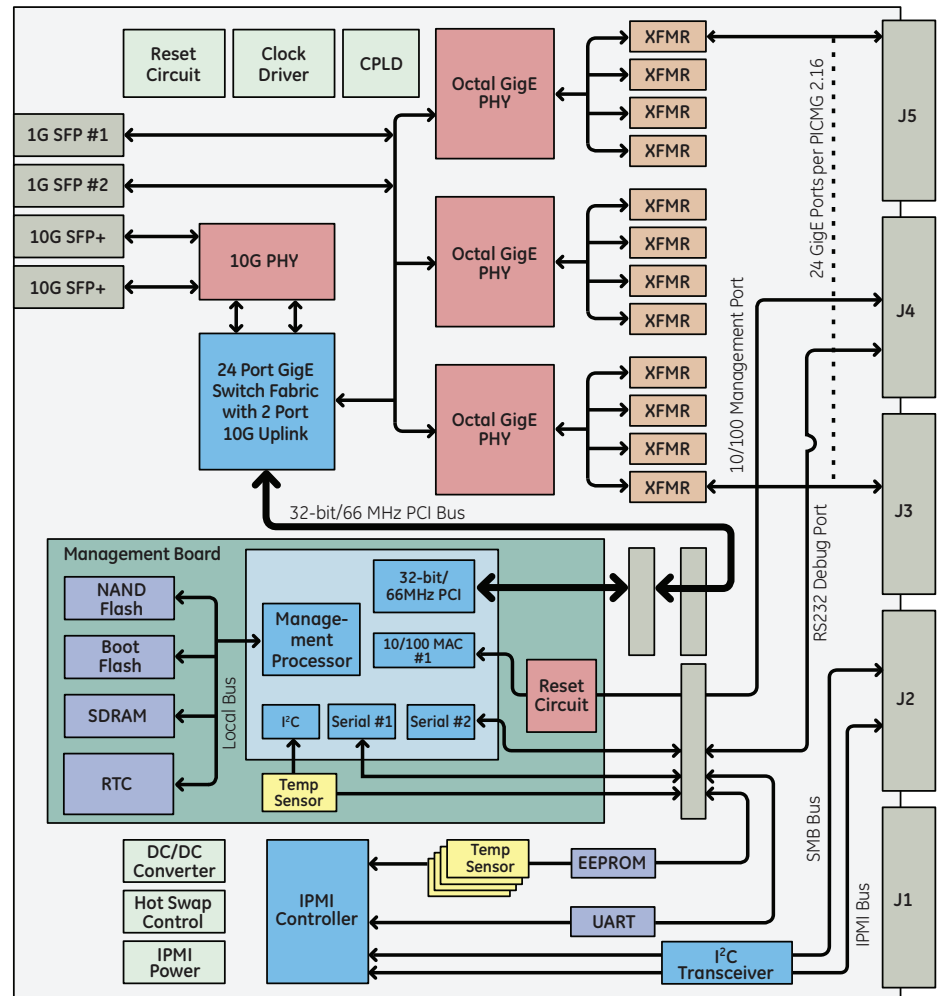 Reset
Circuit
Clock
Driver
CPLD
Octal GigE
PHY
XFMR
XFMR
XFMR
XFMR
J5
1G SFP #1
1G SFP #2
10G SFP+
10G SFP+
10G PHY
Octal GigE
PHY
XFMR
XFMR
XFMR
XFMR
24 GigE Ports per PICMG 2.16
J4
24 Port GigE
Switch Fabric
with 2 Port
10G Uplink
Octal GigE
PHY
XFMR
XFMR
XFMR
XFMR
10/100 Management Port
J3
32-bit/66 MHz PCI Bus
RS232 Debug Port
Management Board
NAND
Flash
Boot
Flash
SDRAM
RTC
Local Bus
Manage-
ment
Processor
32-bit/
66MHz PCI
10/100 MAC
#1
Reset
Circuit
I²C
Serial #1
Serial #2
Temp
Sensor
J2
DC/DC
Converter
Hot Swap
Control
IPMI
Power
IPMI
Controller
Temp
Sensor
EEPROM
UART
I²C
Transceiver
SMB Bus
IPMI Bus
J1